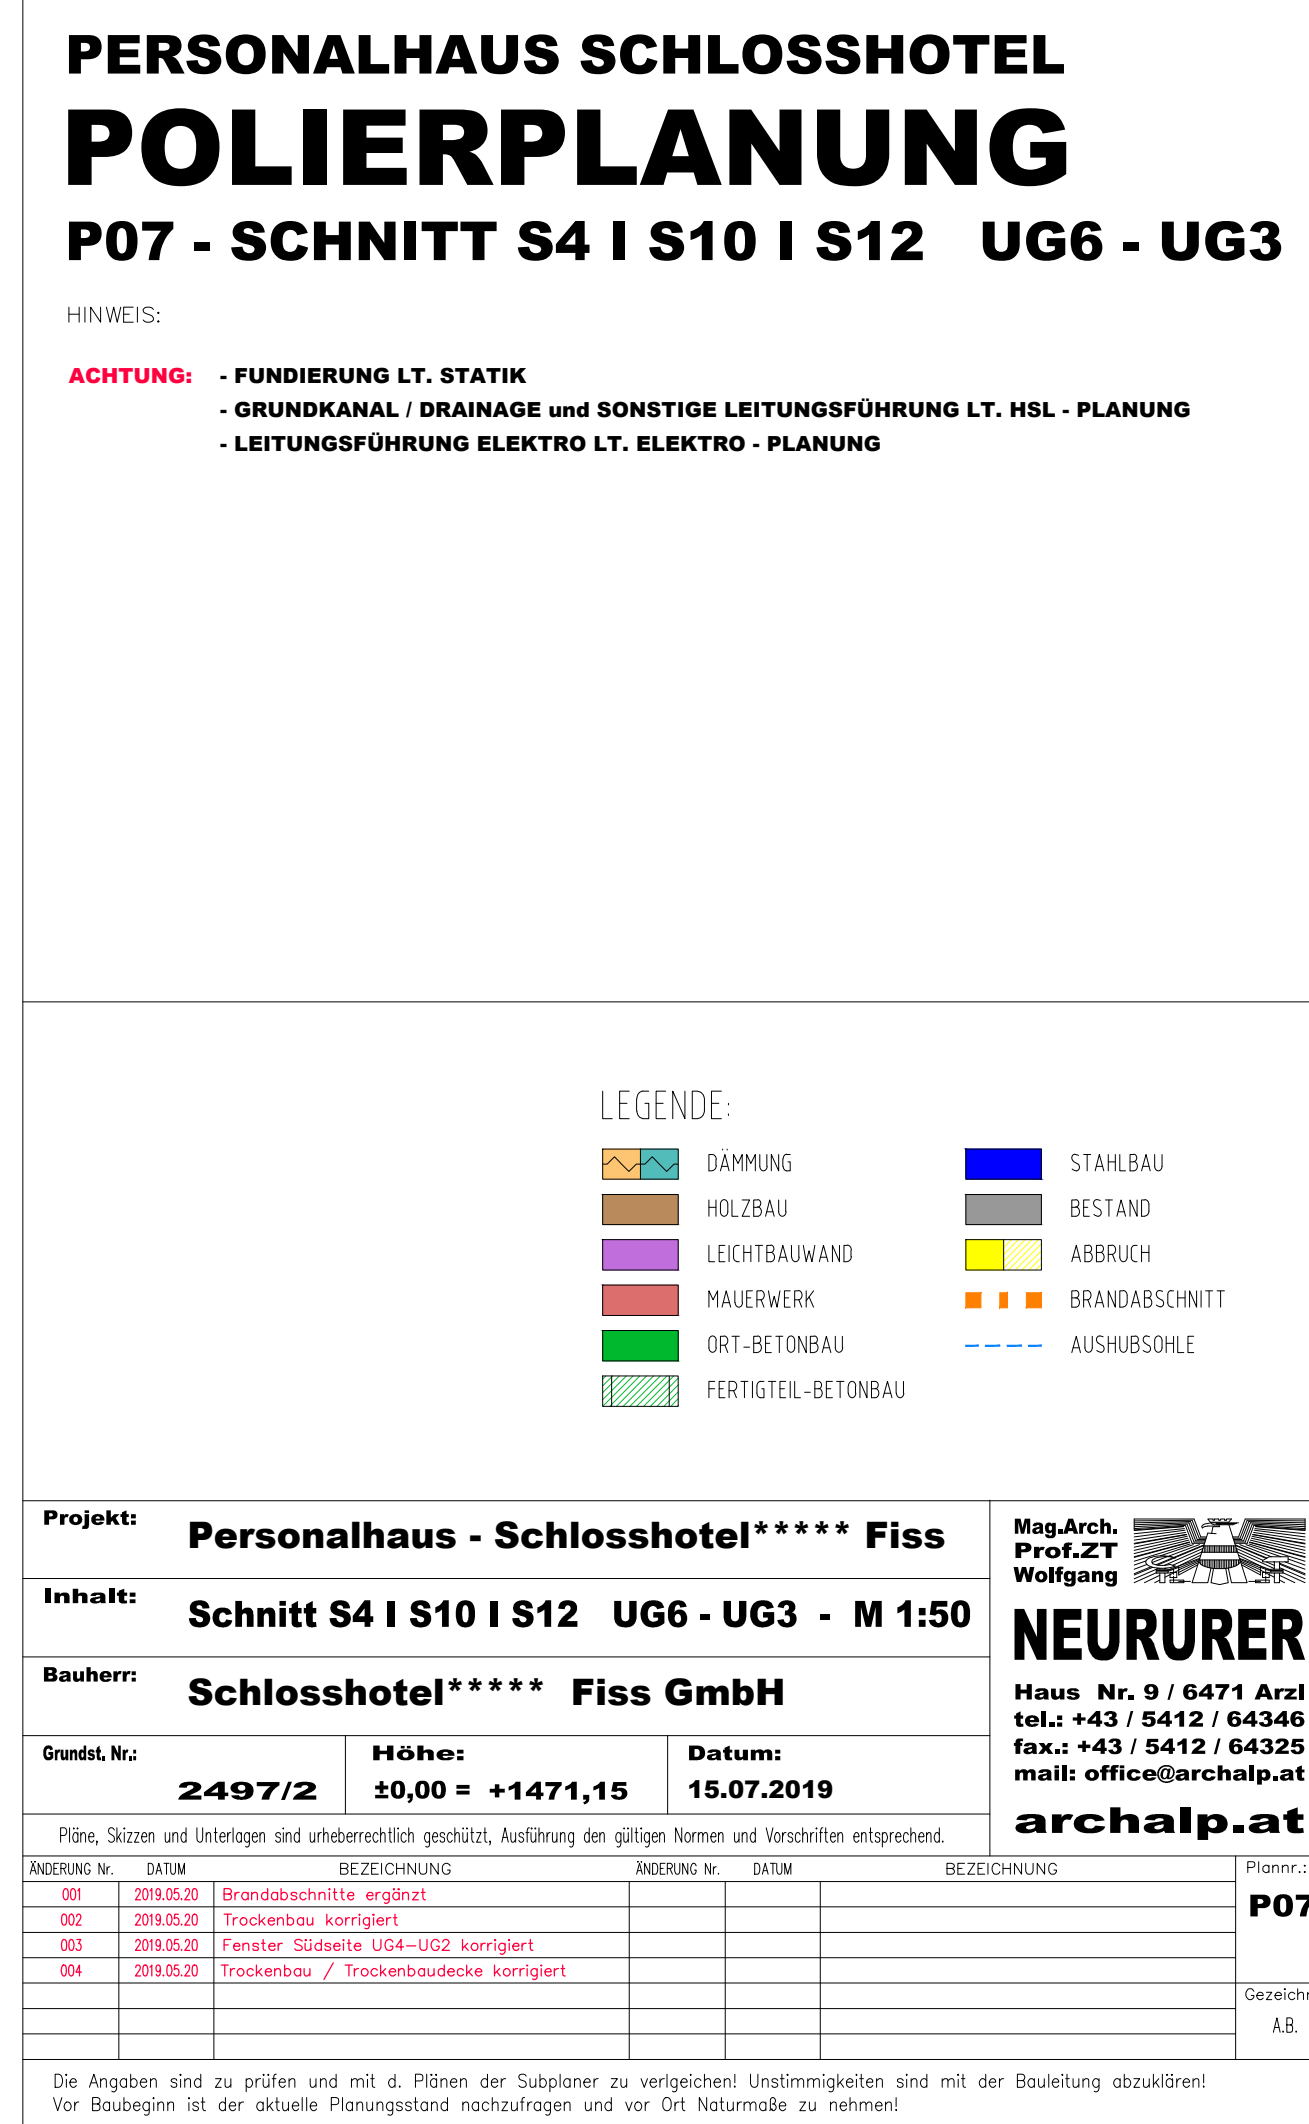 PERSONALHAUS SCHLOSSHOTEL
POLIERPLANUNG
P07 - SCHNITT S4 I S10 I S12 UG6 - UG3
HINWEIS:
ACHTUNG: - FUNDIERUNG LT. STATIK
- GRUNDKANAL / DRAINAGE und SONSTIGE LEITUNGSFÜHRUNG LT. HSL - PLANUNG
- LEITUNGSFÜHRUNG ELEKTRO LT. ELEKTRO - PLANUNG
LEGENDE:
DÄMMUNG
HOLZBAU
LEICHTBAUWAND
MAUERWERK
ORT-BETONBAU
FERTIGTEIL-BETONBAU
STAHLBAU
BESTAND
ABBRUCH
BRANDABSCHNITT
AUSHUBSOHLE
Projekt: Personalhaus - Schlosshotel***** Fiss
Inhalt: Schnitt S4 I S10 I S12 UG6 - UG3 - M 1:50
Bauherr: Schlosshotel***** Fiss GmbH
Grundst. Nr.: 2497/2
Höhe: ±0,00 = +1471,15
Datum: 15.07.2019
Mag.Arch.
Prof.ZT
Wolfgang
NEURURER
Haus Nr. 9 / 6471 Arzl
tel.: +43 / 5412 / 64346
fax.: +43 / 5412 / 64325
mail: office@archalp.at
archalp.at
Pläne, Skizzen und Unterlagen sind urheberrechtlich geschützt, Ausführung den gültigen Normen und Vorschriften entsprechend.
ÄNDERUNG Nr. DATUM BEZEICHNUNG ÄNDERUNG Nr. DATUM BEZEICHNUNG
001 2019.05.20 Brandabschnitte ergänzt
002 2019.05.20 Trockenbau korrigiert
003 2019.05.20 Fenster Südseite UG4-UG2 korrigiert
004 2019.05.20 Trockenbau / Trockenbaudecke korrigiert
Plannr.:
P07
Gezeichn
A.B.
Die Angaben sind zu prüfen und mit d. Plänen der Subplaner zu verlgeichen! Unstimmigkeiten sind mit der Bauleitung abzuklären!
Vor Baubeginn ist der aktuelle Planungsstand nachzufragen und vor Ort Naturmaße zu nehmen!